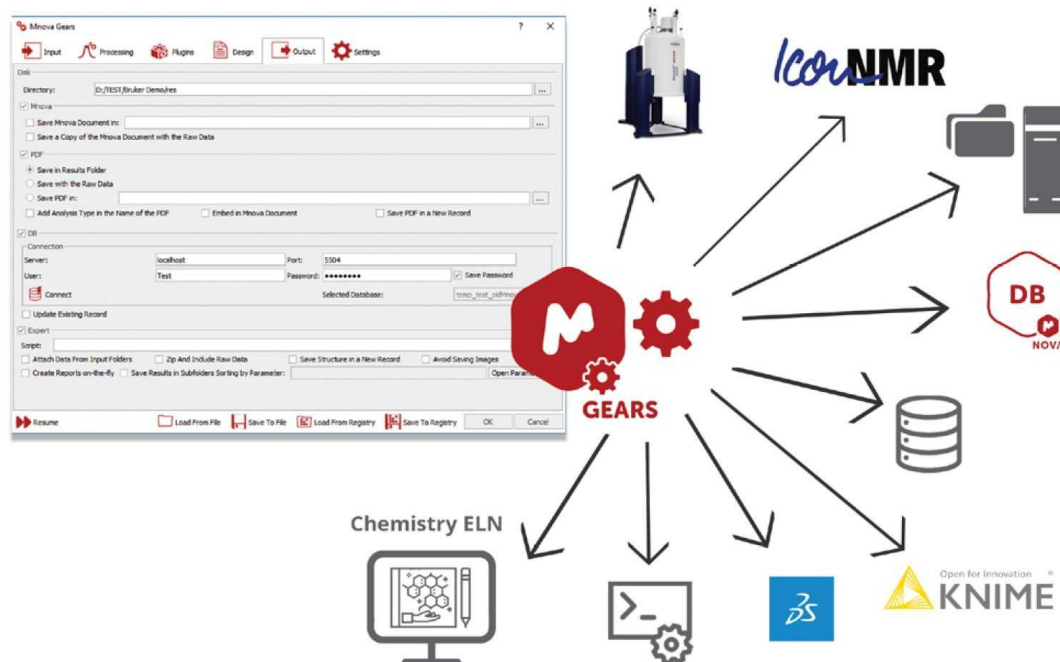 Mnova Gears
? X
Input Processing Plugins Design Output Settings
Disk
Directory: D:/TEST/Bruker Demo/res ...
Mnova
Save Mnova Document in: ...
Save a Copy of the Mnova Document with the Raw Data
PDF
Save in Results Folder
Save with the Raw Data
Save PDF in: ...
Add Analysis Type in the Name of the PDF Embed in Mnova Document Save PDF in a New Record
DB
Connection
Server: localhost Port: 5504
User: Test Password: •••••••• Save Password
Connect Selected Database:
Update Existing Record
Expert
Script:
Attach Data From Input Folders Zip And Include Raw Data Save Structure in a New Record Avoid Saving Images
Create Reports on-the-fly Save Results in Subfolders Sorting by Parameter: Open Param
Resume Load From File Save To File Load From Registry Save To Registry OK Cancel
IconNMR
DB
NOVA
GEARS
Chemistry ELN
>_
3DS
Open for Innovation
KNIME